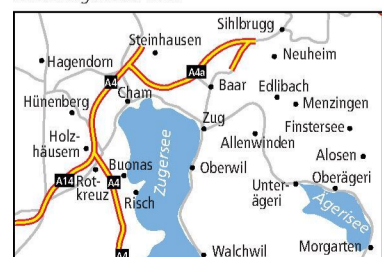 Sihlbrugg
Steinhausen
Neuheim
Hagendorn
A4a
A4
Baar
Edlibach
Cham
Menzingen
Hünenberg
Zug
Finstersee
Holz-
häusern
Allenwinden
Alosen
Buonas
Zugersee
Oberwil
A14
Rot-
kreuz
A4
Unter-
ägeri
Oberägeri
Risch
Ägerisee
Morgarten
Walchwil
A4